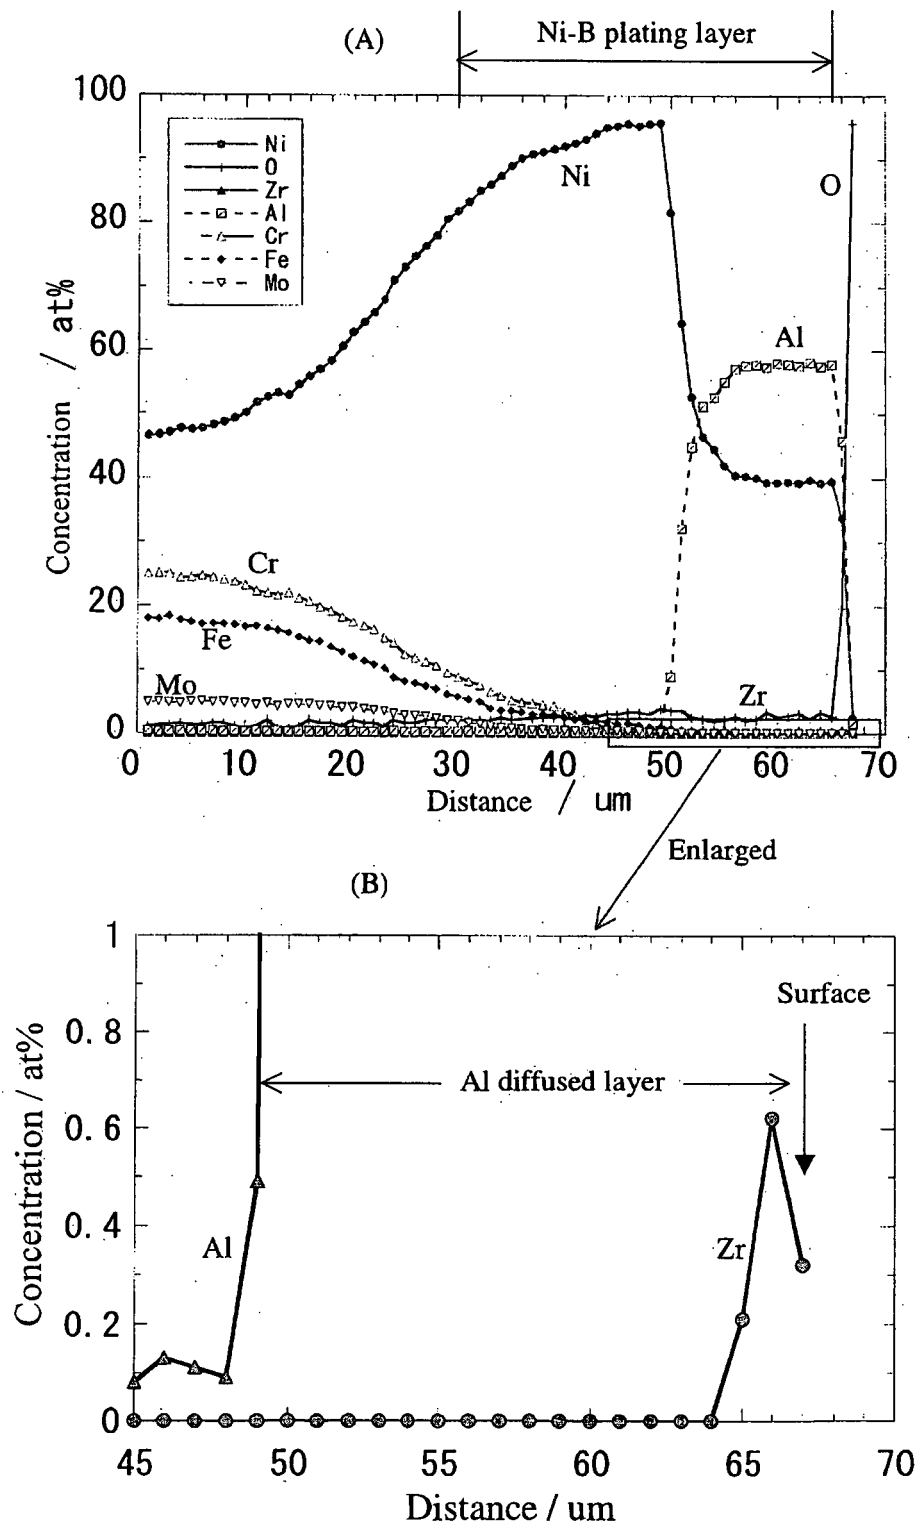 (A)
Ni-B plating layer
100
80
60
40
20
0
Concentration / at%
Ni
O
Zr
Al
Cr
Fe
Mo
Ni
O
Al
Cr
Fe
Mo
Zr
0 10 20 30 40 50 60 70
Distance / um
Enlarged
(B)
1
0.8
0.6
0.4
0.2
0
Concentration / at%
Surface
Al diffused layer
Al
Zr
45 50 55 60 65 70
Distance / um